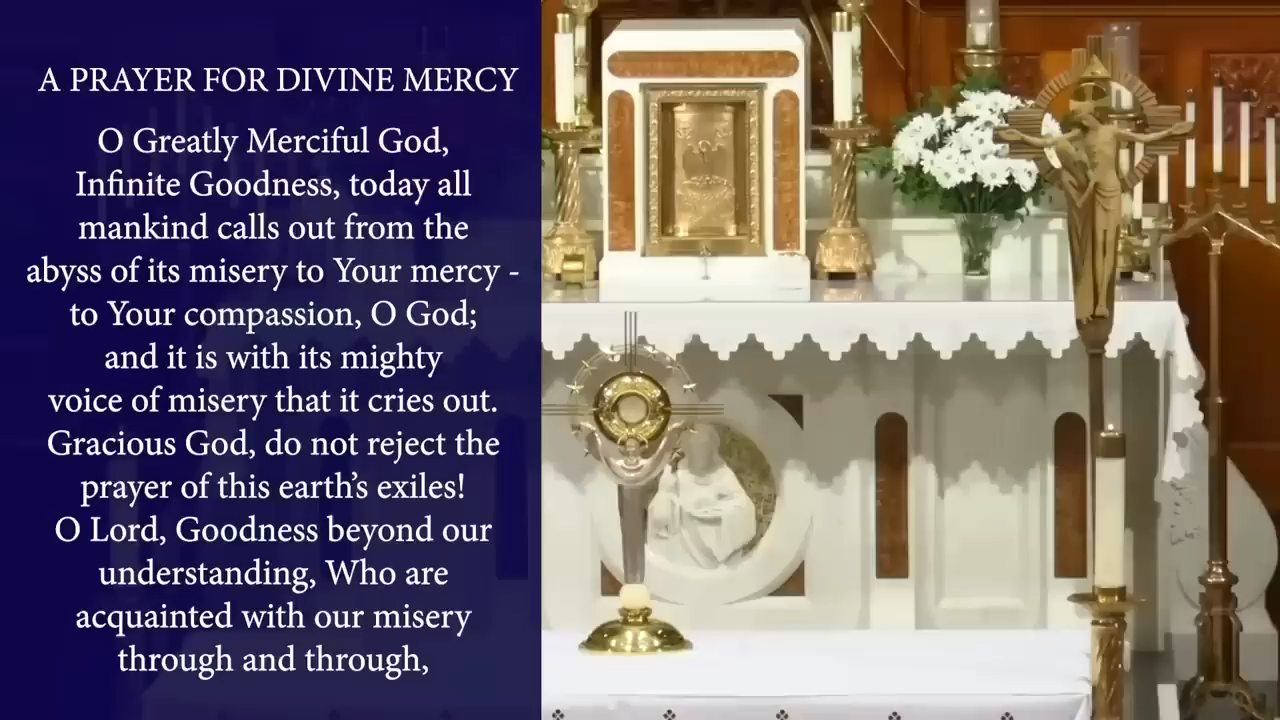 A PRAYER FOR DIVINE MERCY
O Greatly Merciful God,
Infinite Goodness, today all
mankind calls out from the
abyss of its misery to Your mercy -
to Your compassion, O God;
and it is with its mighty
voice of misery that it cries out.
Gracious God, do not reject the
prayer of this earth’s exiles!
O Lord, Goodness beyond our
understanding, Who are
acquainted with our misery
through and through,